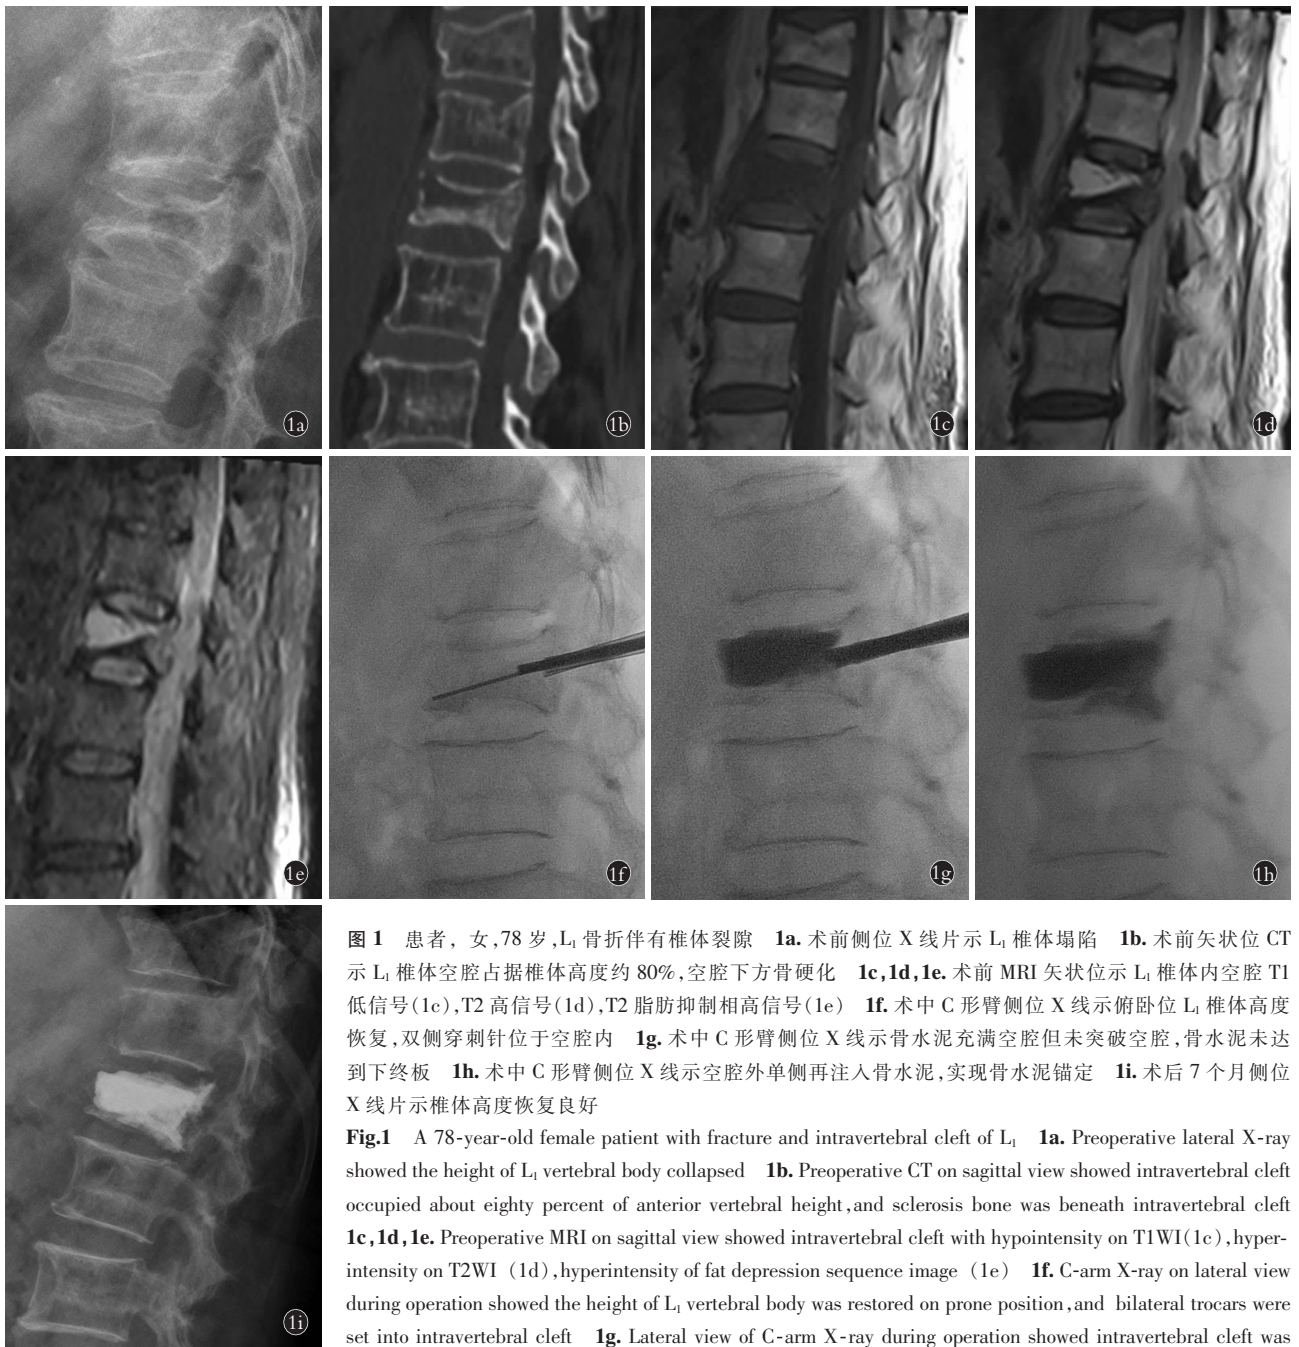 1a
1b
1c
1d
1e
1f
1g
1h
1i
图 1 患者，女，78 岁，L₁ 骨折伴有椎体裂隙 1a. 术前侧位 X 线片示 L₁ 椎体塌陷 1b. 术前矢状位 CT
示 L₁ 椎体空腔占据椎体高度约 80%，空腔下方骨硬化 1c，1d，1e. 术前 MRI 矢状位示 L₁ 椎体内空腔 T1
低信号(1c)，T2 高信号(1d)，T2 脂肪抑制相高信号(1e) 1f. 术中 C 形臂侧位 X 线示俯卧位 L₁ 椎体高度
恢复，双侧穿刺针位于空腔内 1g. 术中 C 形臂侧位 X 线示骨水泥充满空腔但未突破空腔，骨水泥未达
到下终板 1h. 术中 C 形臂侧位 X 线示空腔外单侧再注入骨水泥，实现骨水泥锚定 1i. 术后 7 个月侧位
X 线片示椎体高度恢复良好
Fig.1 A 78-year-old female patient with fracture and intravertebral cleft of L₁ 1a. Preoperative lateral X-ray
showed the height of L₁ vertebral body collapsed 1b. Preoperative CT on sagittal view showed intravertebral cleft
occupied about eighty percent of anterior vertebral height,and sclerosis bone was beneath intravertebral cleft
1c,1d,1e. Preoperative MRI on sagittal view showed intravertebral cleft with hypointensity on T1WI(1c),hyper-
intensity on T2WI (1d),hyperintensity of fat depression sequence image (1e) 1f. C-arm X-ray on lateral view
during operation showed the height of L₁ vertebral body was restored on prone position,and bilateral trocars were
set into intravertebral cleft 1g. Lateral view of C-arm X-ray during operation showed intravertebral cleft was